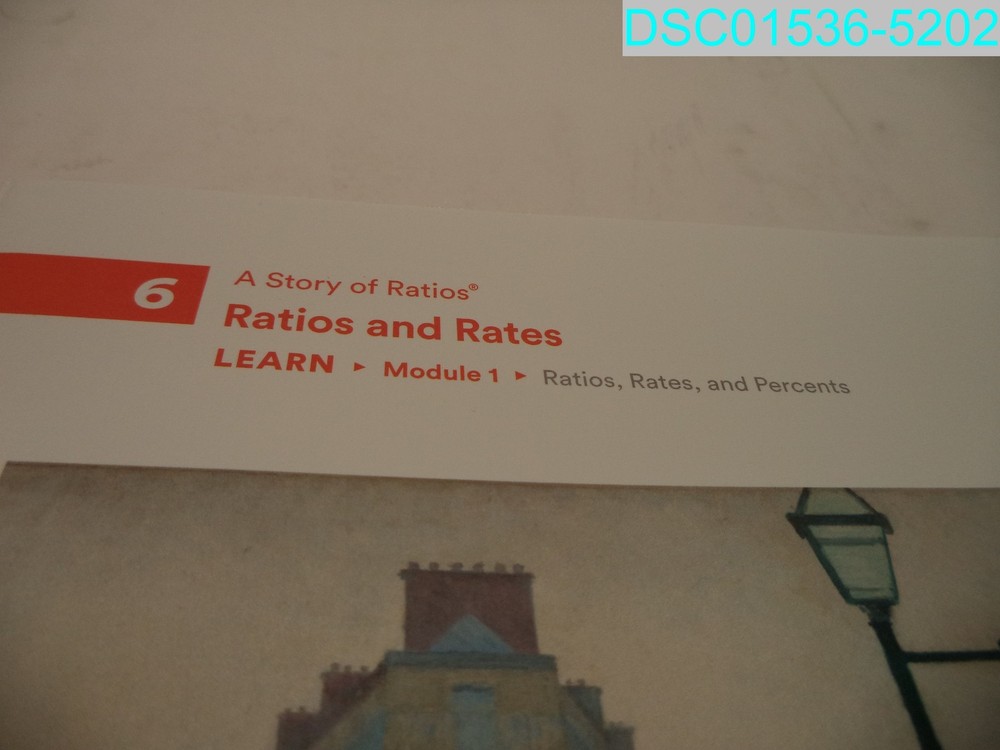 DSC01536-5202
6
A Story of Ratios®
Ratios and Rates
LEARN ► Module 1 ► Ratios, Rates, and Percents